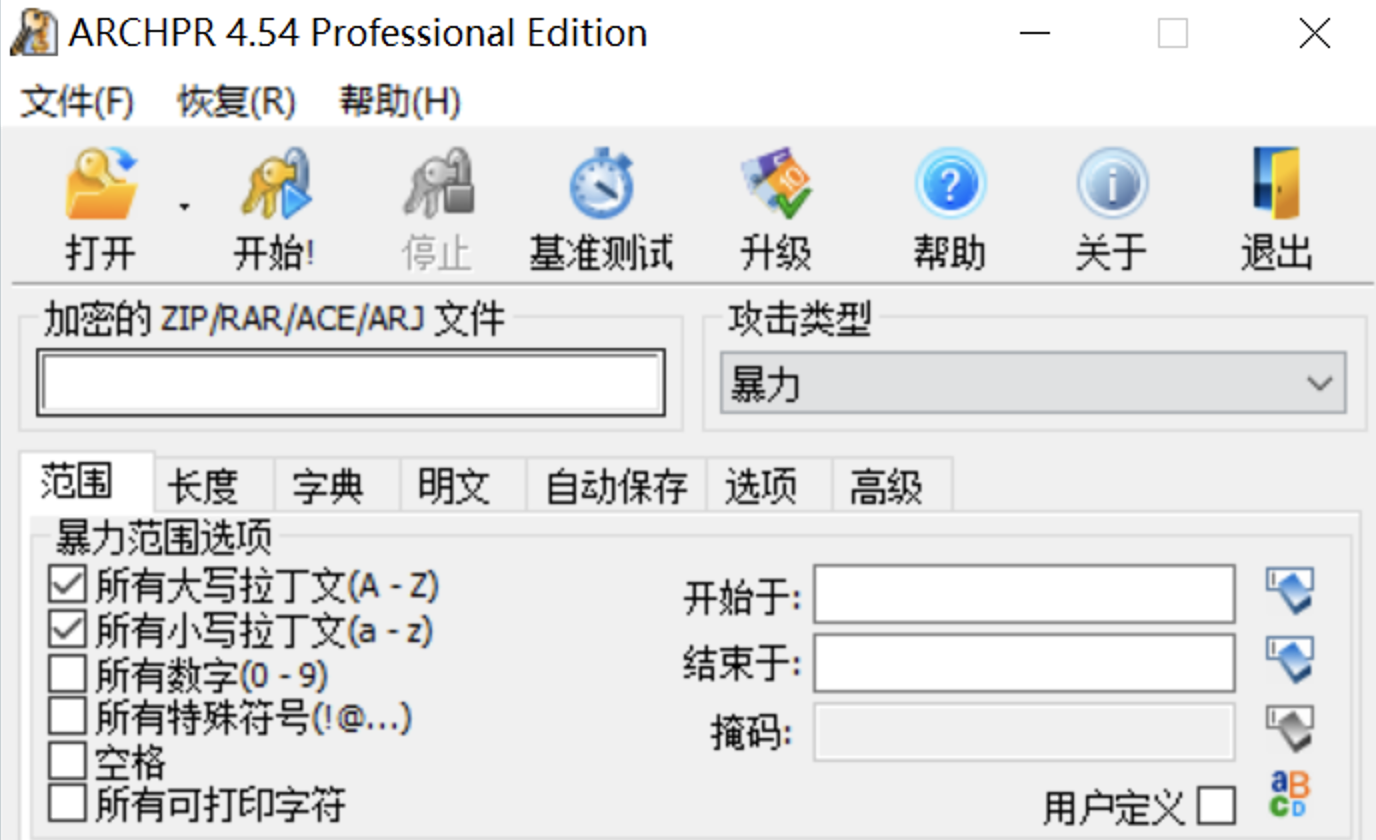 ARCHPR 4.54 Professional Edition
文件(F) 恢复(R) 帮助(H)
打开 开始! 停止 基准测试 升级 帮助 关于 退出
加密的 ZIP/RAR/ACE/ARJ 文件 攻击类型
暴力
范围 长度 字典 明文 自动保存 选项 高级
暴力范围选项
所有大写拉丁文(A - Z) 开始于:
所有小写拉丁文(a - z)
所有数字(0 - 9) 结束于:
所有特殊符号(!@...) 掩码:
空格
所有可打印字符 用户定义